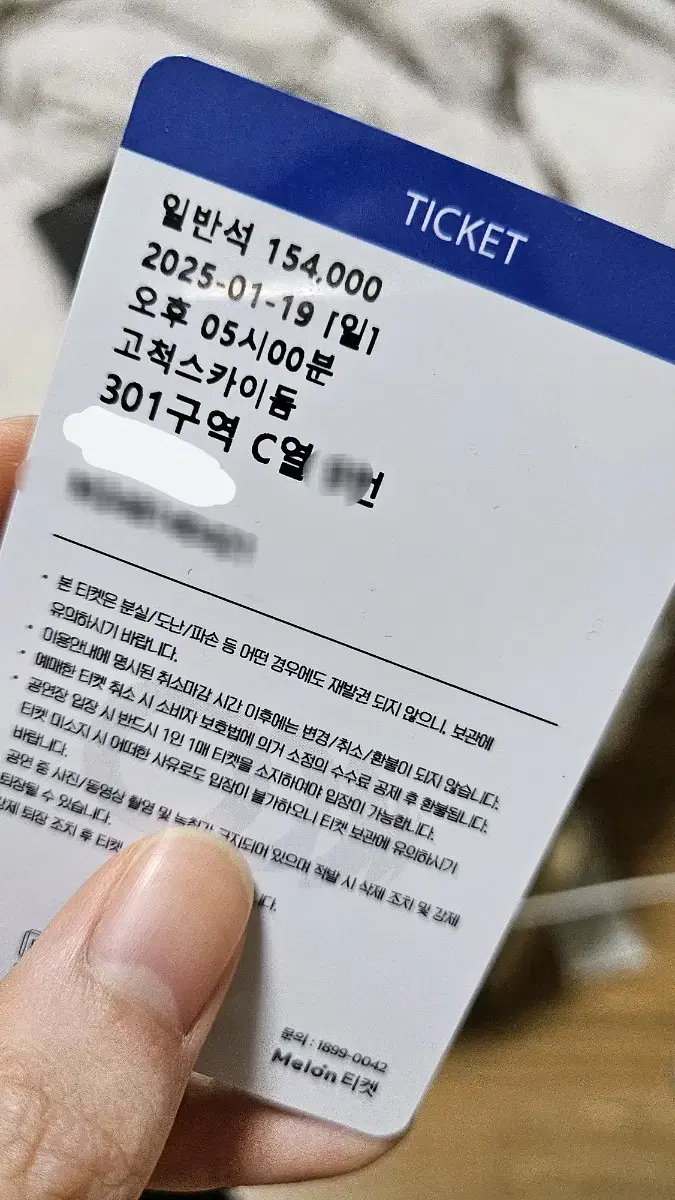 TICKET
일반석 154,000
2025-01-19 [일]
오후 05시00분
고척스카이돔
301구역 C열 번
• 본 티켓은 분실/도난/파손 등 어떤 경우에도 재발권 되지 않으니, 보관에
유의하시기 바랍니다.
• 이용안내에 명시된 취소마감 시간 이후에는 변경/취소/환불이 되지 않습니다.
• 예매한 티켓 취소 시 소비자 보호법에 의거 소정의 수수료 공제 후 환불됩니다.
• 공연장 입장 시 반드시 1인 1매 티켓을 소지하여야 입장이 가능합니다.
티켓 미소지 시 어떠한 사유로도 입장이 불가하오니 티켓 보관에 유의하시기
바랍니다.
공연 중 사진/동영상 촬영 및 녹취가 금지되어 있으며 적발 시 삭제 조치 및 강제
퇴장될 수 있습니다.
퇴장 조치 후 티켓
문의 : 1899-0042
Melon 티켓